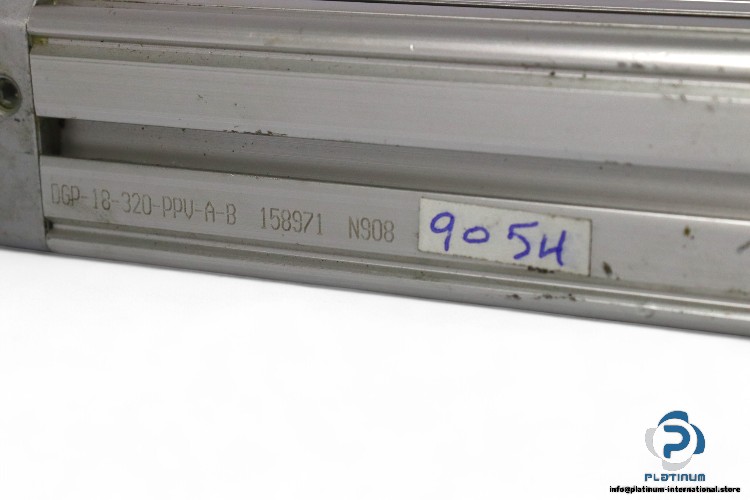 DGP-18-320-PPV-A-B 158971 N908
9054
PLATINUM
info@platinum-international.store